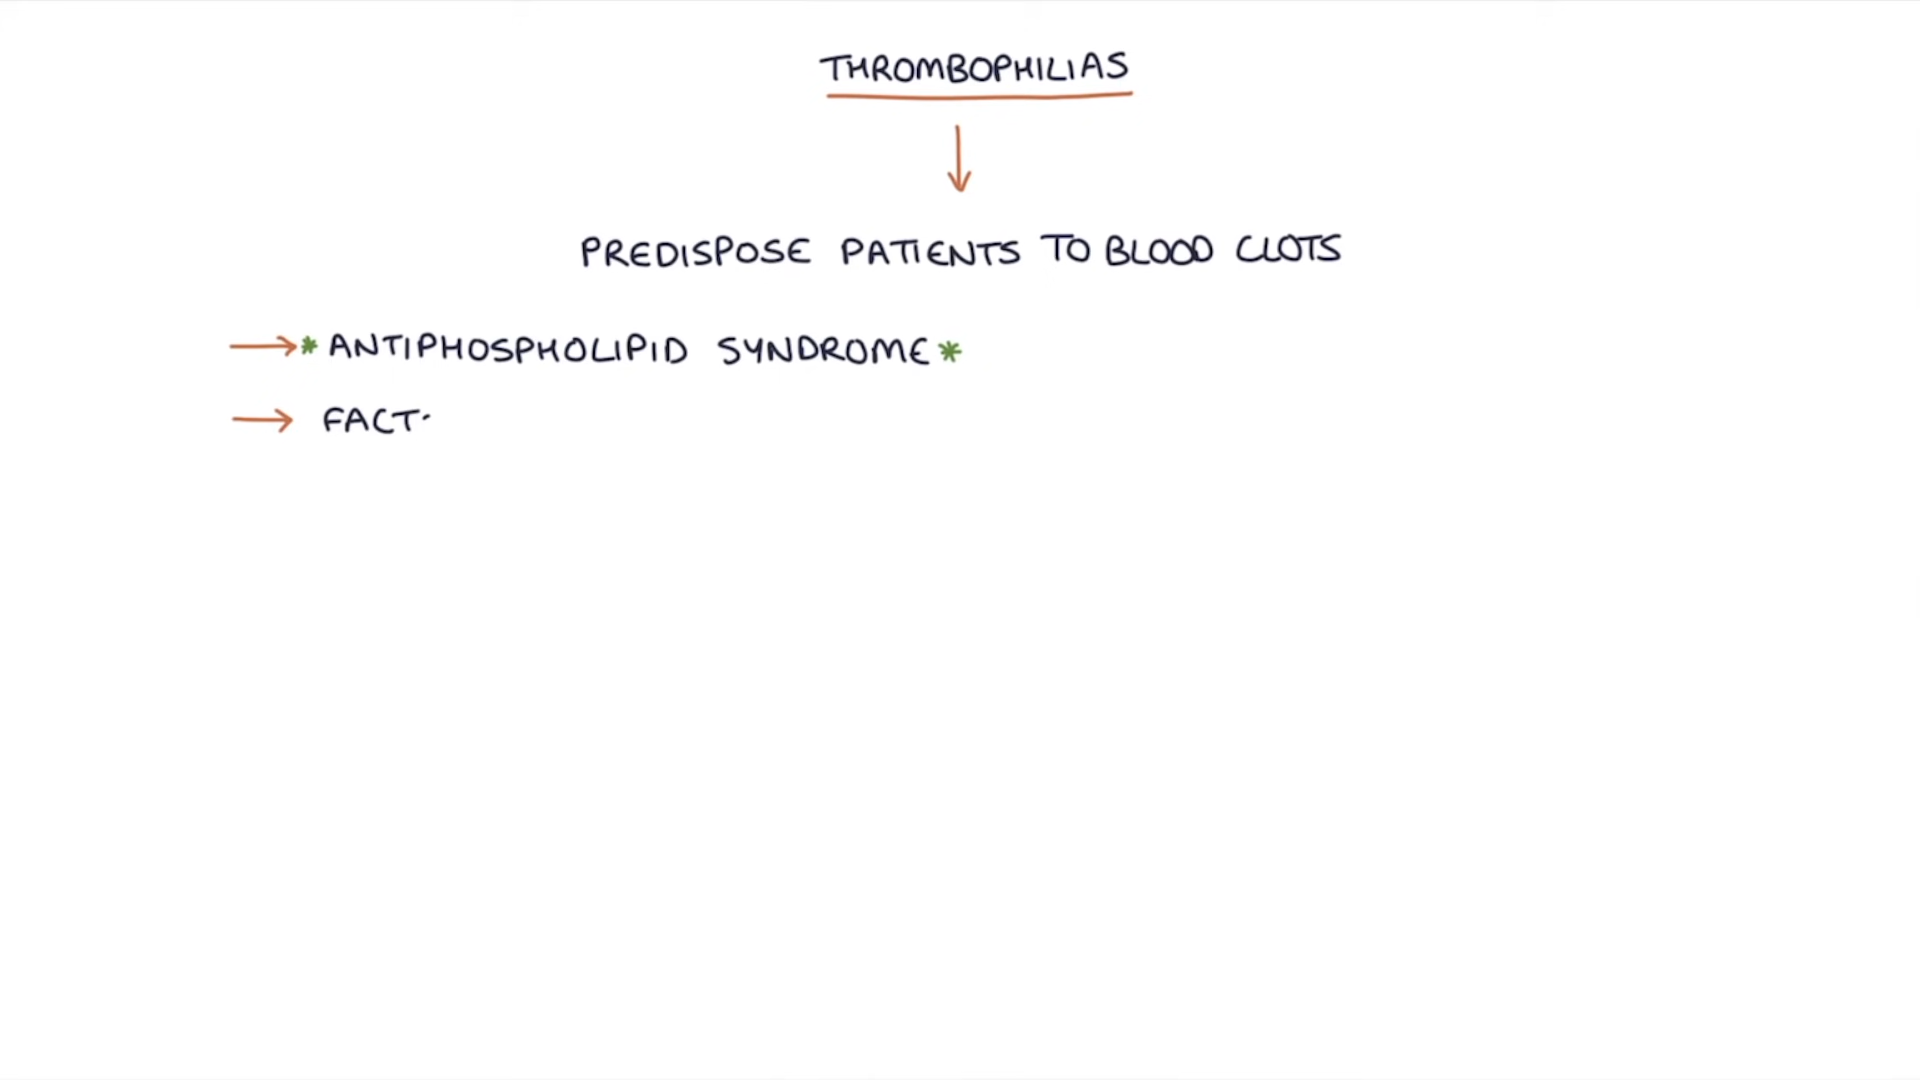 THROMBOPHILIAS
PREDISPOSE PATIENTS TO BLOOD CLOTS
* ANTIPHOSPHOLIPID SYNDROME *
FACT